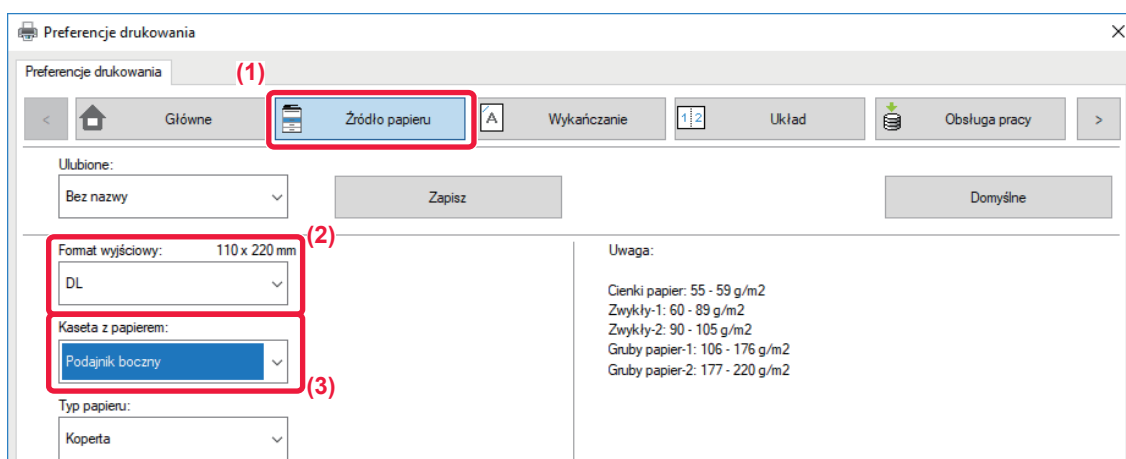 Preferencje drukowania
Preferencje drukowania
(1)
<
Główne
Źródło papieru
A
Wykańczanie
1 2
Układ
Obsługa pracy
>
Ulubione:
Bez nazwy
Zapisz
Domyślne
(2)
Format wyjściowy: 110 x 220 mm
DL
Kaseta z papierem:
Podajnik boczny
(3)
Typ papieru:
Koperta
Uwaga:
Cienki papier: 55 - 59 g/m2
Zwykły-1: 60 - 89 g/m2
Zwykły-2: 90 - 105 g/m2
Gruby papier-1: 106 - 176 g/m2
Gruby papier-2: 177 - 220 g/m2